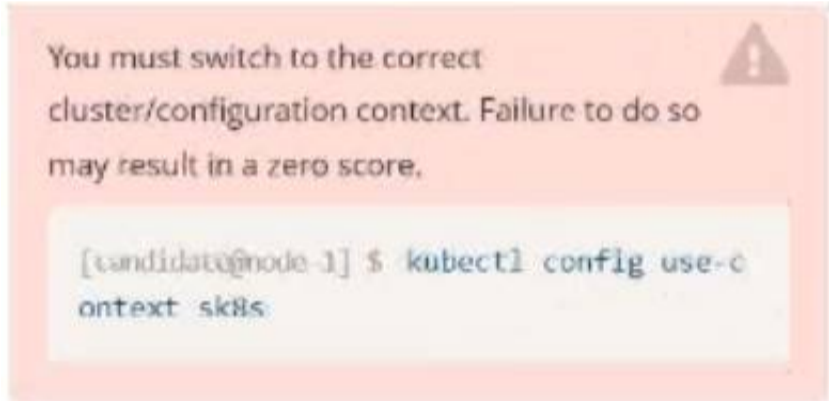 You must switch to the correct
cluster/configuration context. Failure to do so
may result in a zero score.
[candidate@node-1] $ kubectl config use-c
ontext sk8s